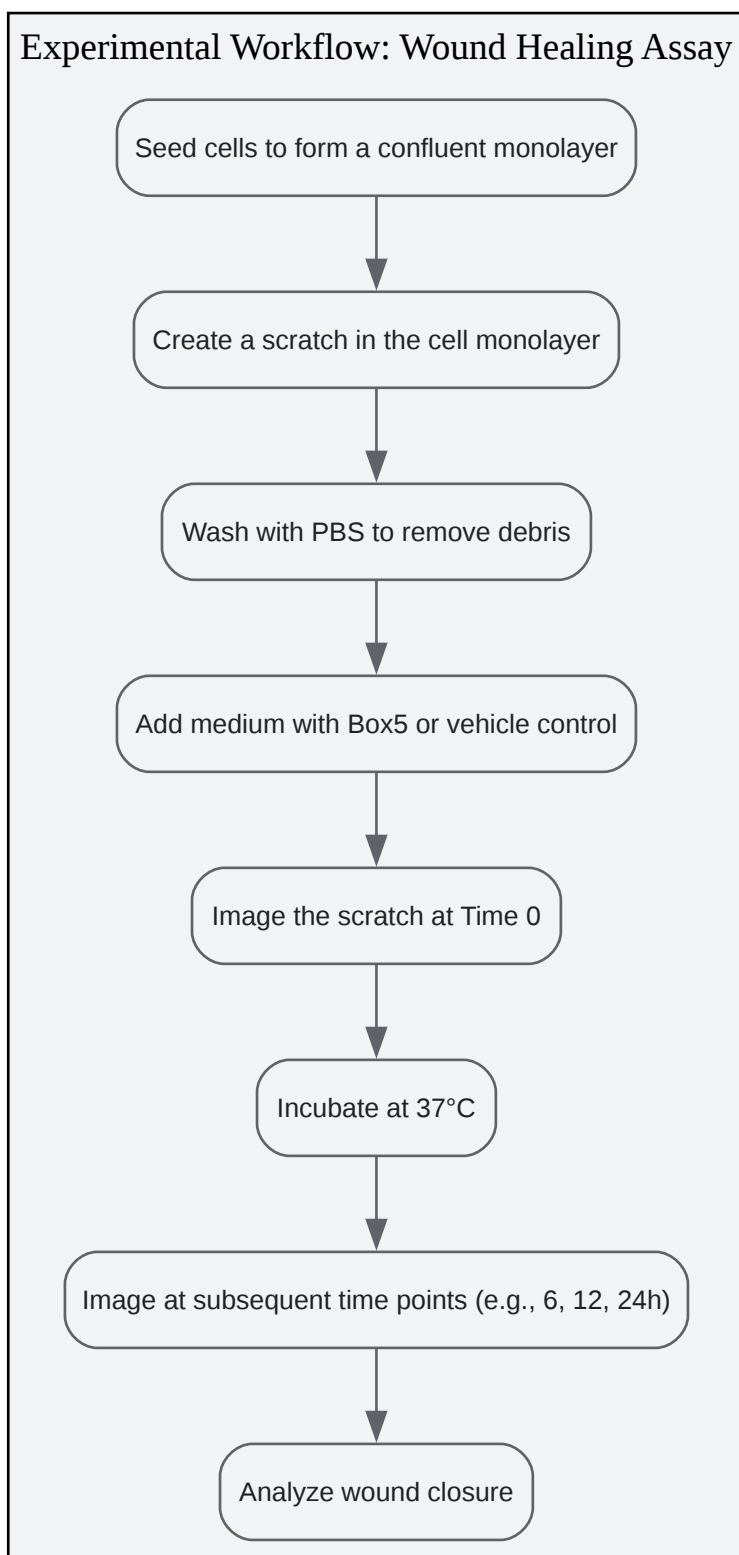 Experimental Workflow: Wound Healing Assay
Seed cells to form a confluent monolayer
Create a scratch in the cell monolayer
Wash with PBS to remove debris
Add medium with Box5 or vehicle control
Image the scratch at Time 0
Incubate at 37°C
Image at subsequent time points (e.g., 6, 12, 24h)
Analyze wound closure